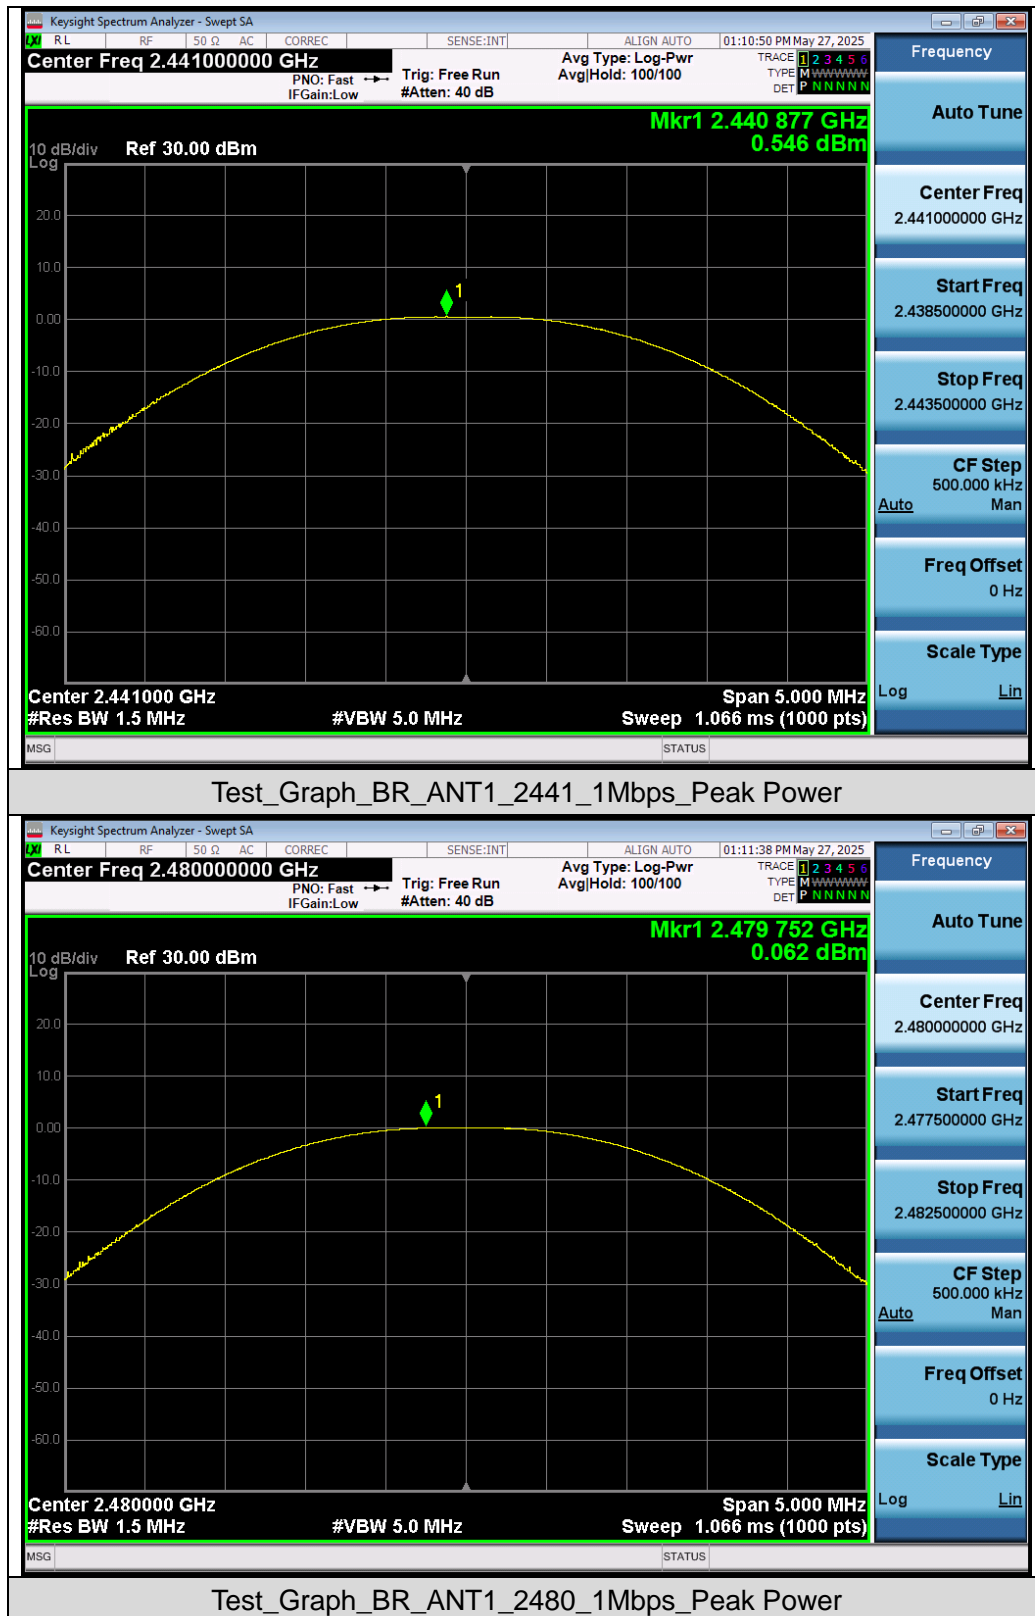 Keysight Spectrum Analyzer - Swept SA
LXI RL RF 50 Ω AC CORREC SENSE:INT ALIGN AUTO 01:10:50 PM May 27, 2025
Center Freq 2.441000000 GHz Avg Type: Log-Pwr TRACE 1 2 3 4 5 6
PNO: Fast Trig: Free Run Avg|Hold: 100/100 TYPE M W W W W W
IFGain:Low #Atten: 40 dB DET P N N N N N
Frequency
Mkr1 2.440 877 GHz
10 dB/div Ref 30.00 dBm 0.546 dBm
Log
20.0
10.0
0.00
-10.0
-20.0
-30.0
-40.0
-50.0
-60.0
1
Center 2.441000 GHz Span 5.000 MHz
#Res BW 1.5 MHz #VBW 5.0 MHz Sweep 1.066 ms (1000 pts)
MSG STATUS
Auto Tune
Center Freq
2.441000000 GHz
Start Freq
2.438500000 GHz
Stop Freq
2.443500000 GHz
CF Step
500.000 kHz
Auto Man
Freq Offset
0 Hz
Scale Type
Log Lin
Test_Graph_BR_ANT1_2441_1Mbps_Peak Power
Keysight Spectrum Analyzer - Swept SA
LXI RL RF 50 Ω AC CORREC SENSE:INT ALIGN AUTO 01:11:38 PM May 27, 2025
Center Freq 2.480000000 GHz Avg Type: Log-Pwr TRACE 1 2 3 4 5 6
PNO: Fast Trig: Free Run Avg|Hold: 100/100 TYPE M W W W W W
IFGain:Low #Atten: 40 dB DET P N N N N N
Frequency
Mkr1 2.479 752 GHz
10 dB/div Ref 30.00 dBm 0.062 dBm
Log
20.0
10.0
0.00
-10.0
-20.0
-30.0
-40.0
-50.0
-60.0
1
Center 2.480000 GHz Span 5.000 MHz
#Res BW 1.5 MHz #VBW 5.0 MHz Sweep 1.066 ms (1000 pts)
MSG STATUS
Auto Tune
Center Freq
2.480000000 GHz
Start Freq
2.477500000 GHz
Stop Freq
2.482500000 GHz
CF Step
500.000 kHz
Auto Man
Freq Offset
0 Hz
Scale Type
Log Lin
Test_Graph_BR_ANT1_2480_1Mbps_Peak Power